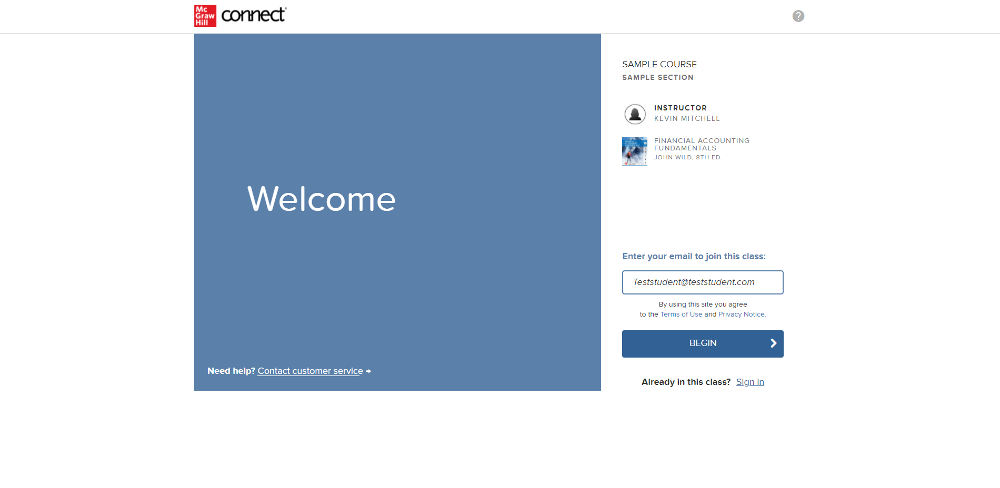 Mc
Graw
Hill
connect®
?
SAMPLE COURSE
SAMPLE SECTION
INSTRUCTOR
KEVIN MITCHELL
FINANCIAL ACCOUNTING
FUNDAMENTALS
JOHN WILD, 8TH ED.
Welcome
Enter your email to join this class:
Teststudent@teststudent.com
By using this site you agree
to the Terms of Use and Privacy Notice.
BEGIN
Need help? Contact customer service
Already in this class? Sign in